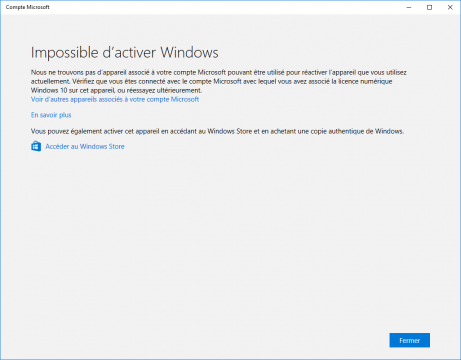 Compte Microsoft
Impossible d'activer Windows
Nous ne trouvons pas d'appareil associé à votre compte Microsoft pouvant être utilisé pour réactiver l'appareil que vous utilisez
actuellement. Vérifiez que vous êtes connecté avec le compte Microsoft avec lequel vous avez associé la licence numérique
Windows 10 sur cet appareil, ou réessayez ultérieurement.
Voir d'autres appareils associés à votre compte Microsoft
En savoir plus
Vous pouvez également activer cet appareil en accédant au Windows Store et en achetant une copie authentique de Windows.
Accéder au Windows Store
Fermer